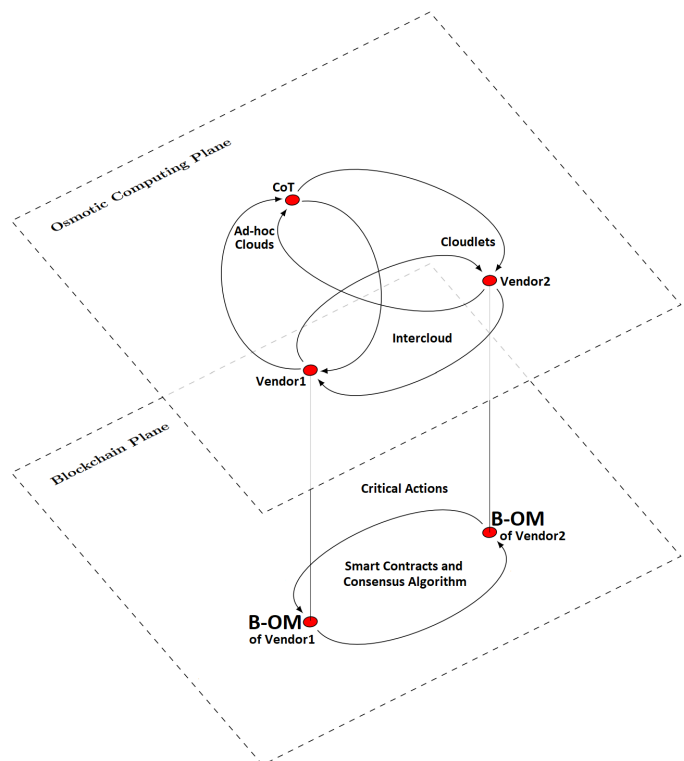 Osmotic Computing Plane
CoT
Ad-hoc
Clouds
Cloudlets
Vendor2
Intercloud
Vendor1
Blockchain Plane
Critical Actions
B-OM
of Vendor2
Smart Contracts and
Consensus Algorithm
B-OM
of Vendor1